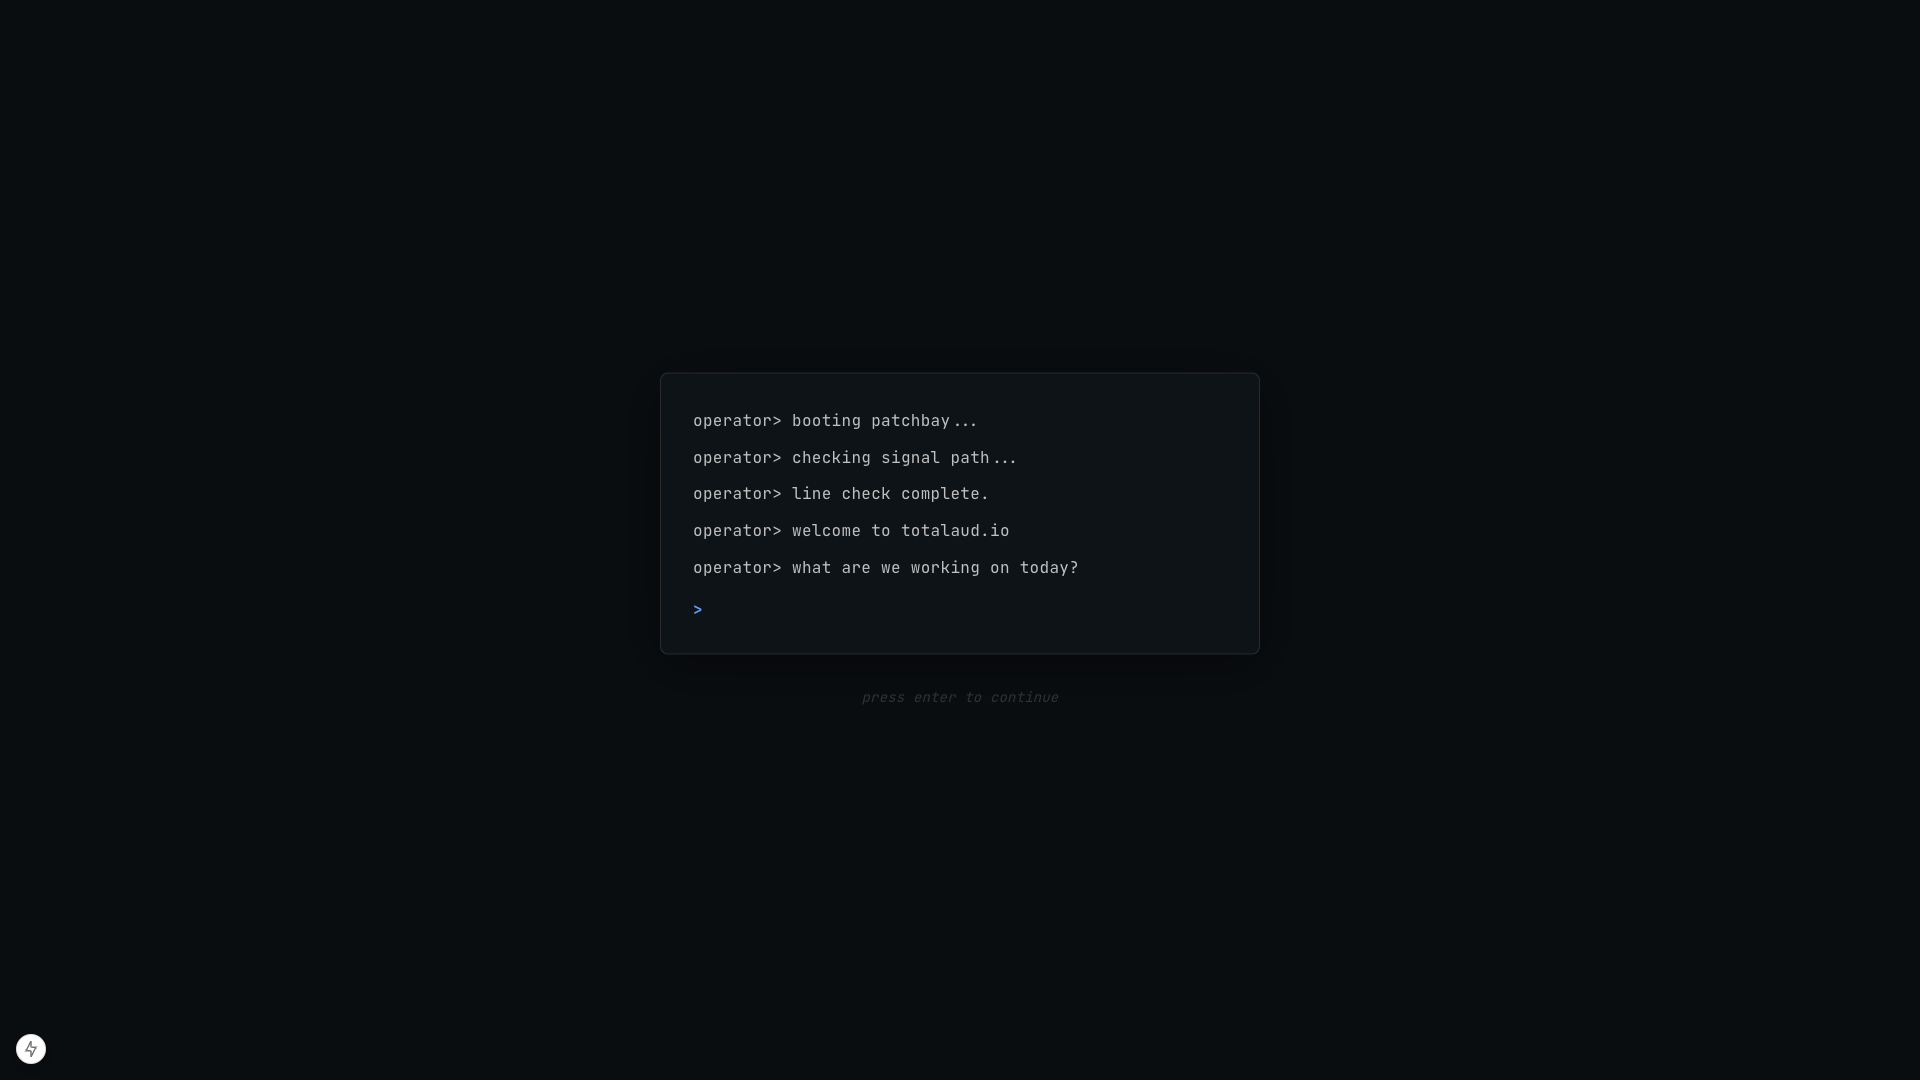 operator> booting patchbay...
operator> checking signal path...
operator> line check complete.
operator> welcome to totalaud.io
operator> what are we working on today?
>
press enter to continue